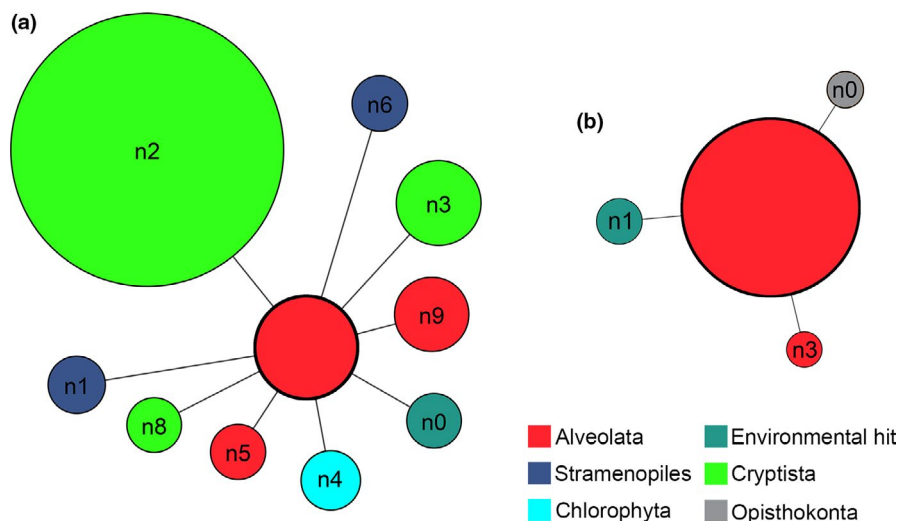 (a)
n2
n6
n3
n9
n1
n8
n5
n4
n0
(b)
n0
n1
n3
Alveolata
Stramenopiles
Chlorophyta
Environmental hit
Cryptista
Opisthokonta